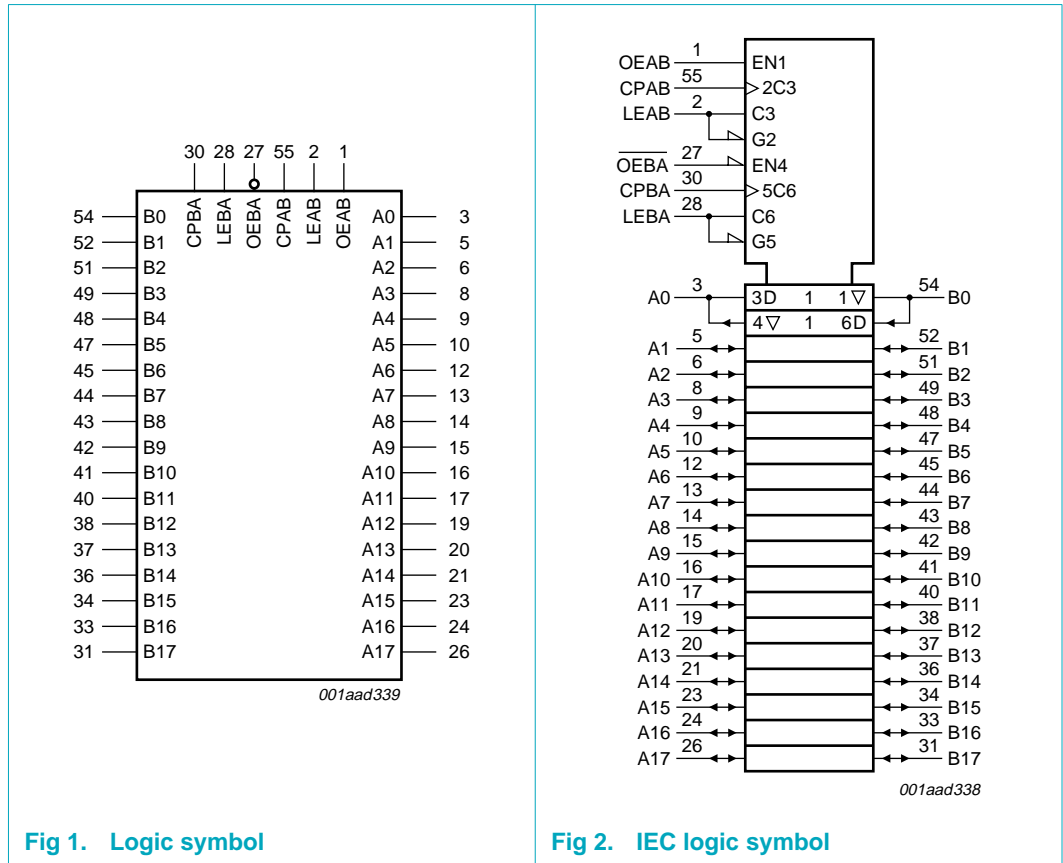 30 28 27 55 2 1
CPBA LEBA OEBA CPAB LEAB OEAB
54 B0 A0 3
52 B1 A1 5
51 B2 A2 6
49 B3 A3 8
48 B4 A4 9
47 B5 A5 10
45 B6 A6 12
44 B7 A7 13
43 B8 A8 14
42 B9 A9 15
41 B10 A10 16
40 B11 A11 17
38 B12 A12 19
37 B13 A13 20
36 B14 A14 21
34 B15 A15 23
33 B16 A16 24
31 B17 A17 26
001aad339
Fig 1. Logic symbol
OEAB 1 EN1
CPAB 55 2C3
LEAB 2 C3
G2
OEBA 27 EN4
CPBA 30 5C6
LEBA 28 C6
G5
A0 3 3D 1 1▽ 54 B0
4▽ 1 6D
A1 5 52 B1
A2 6 51 B2
A3 8 49 B3
A4 9 48 B4
A5 10 47 B5
A6 12 45 B6
A7 13 44 B7
A8 14 43 B8
A9 15 42 B9
A10 16 41 B10
A11 17 40 B11
A12 19 38 B12
A13 20 37 B13
A14 21 36 B14
A15 23 34 B15
A16 24 33 B16
A17 26 31 B17
001aad338
Fig 2. IEC logic symbol